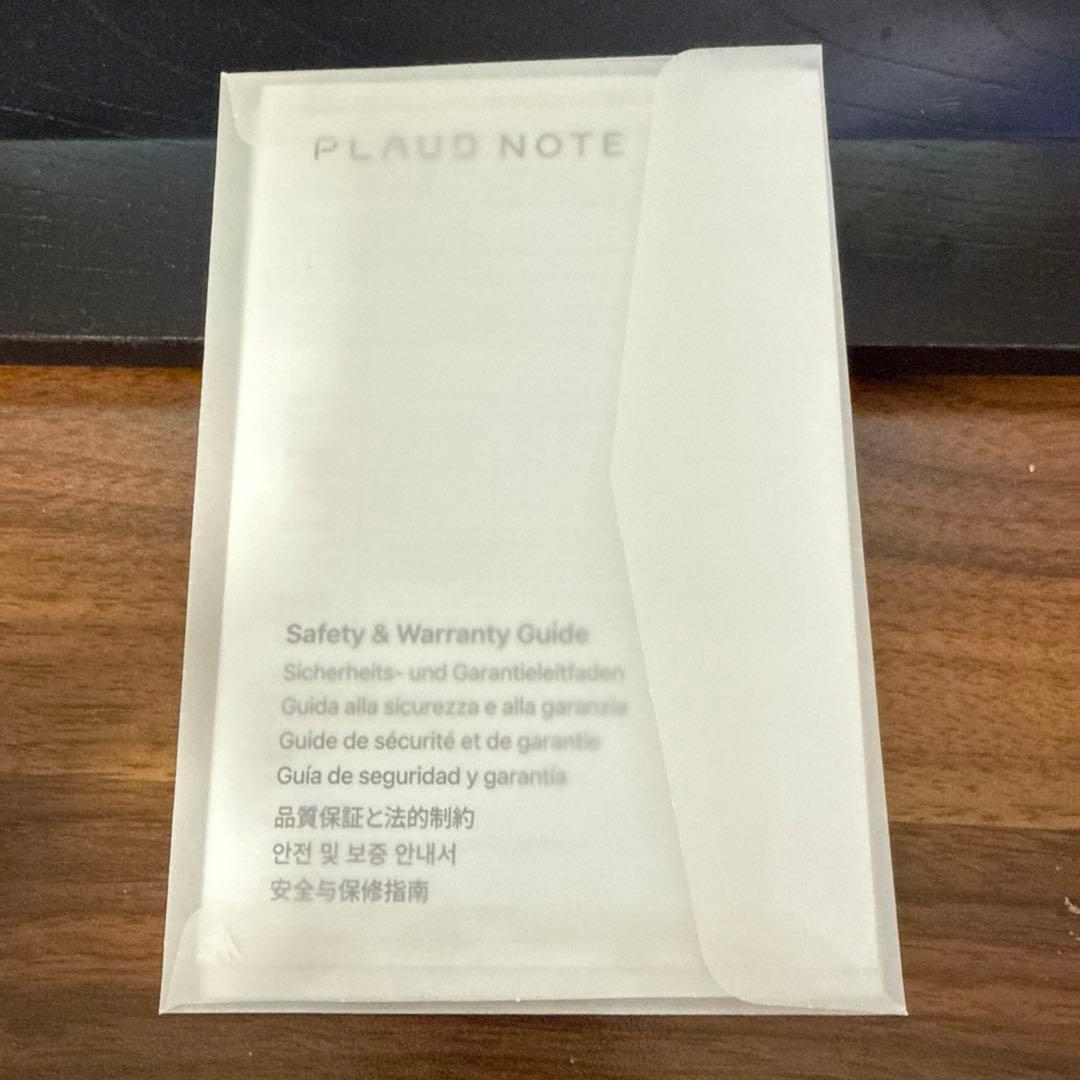 PLAUD NOTE
Safety & Warranty Guide
Sicherheits- und Garantieleitfaden
Guida alla sicurezza e alla garanzia
Guide de sécurité et de garantie
Guía de seguridad y garantía
品質保証と法的制約
안전 및 보증 안내서
安全与保修指南